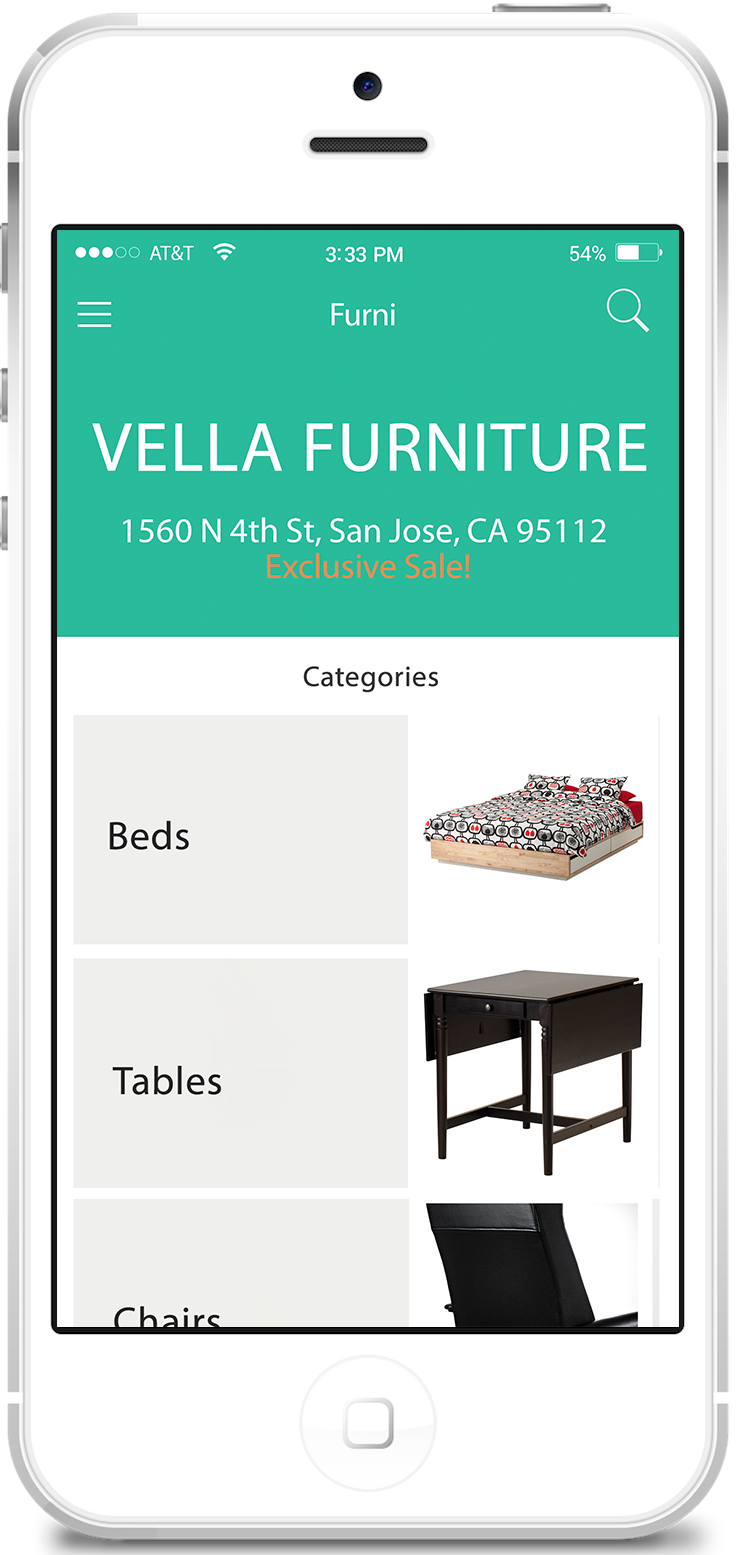 AT&T 3:33 PM 54%
Furni
VELLA FURNITURE
1560 N 4th St, San Jose, CA 95112
Exclusive Sale!
Categories
Beds
Tables
Chairs